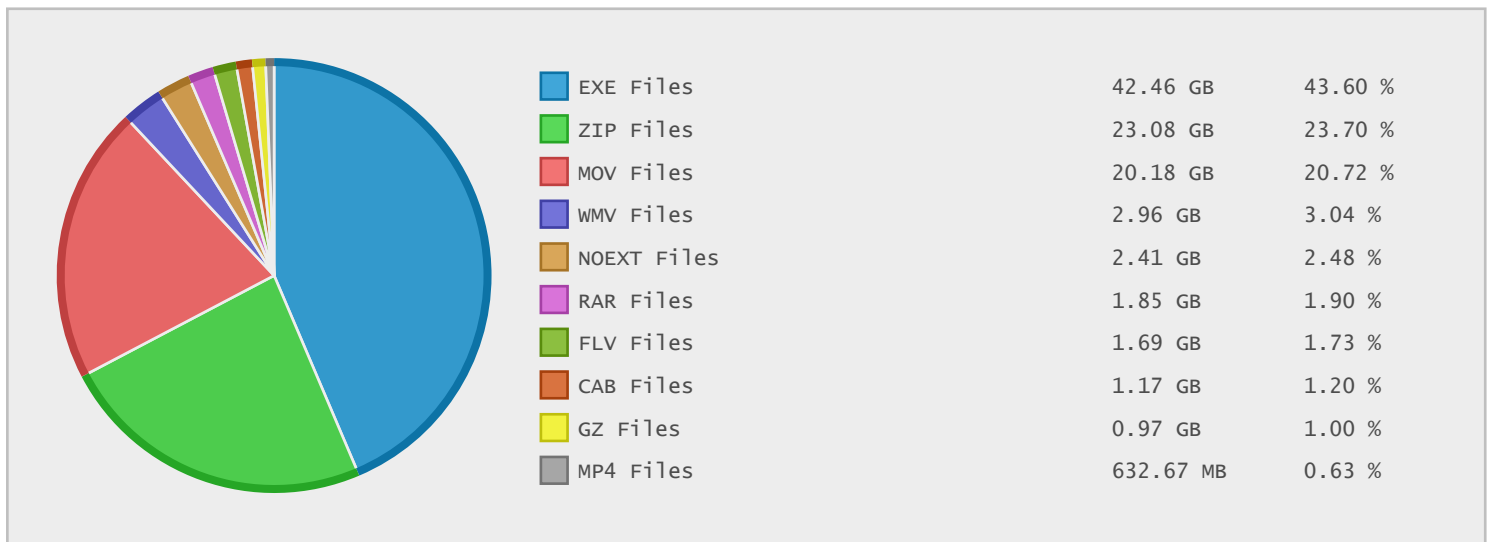 EXE Files 42.46 GB 43.60 %
ZIP Files 23.08 GB 23.70 %
MOV Files 20.18 GB 20.72 %
WMV Files 2.96 GB 3.04 %
NOEXT Files 2.41 GB 2.48 %
RAR Files 1.85 GB 1.90 %
FLV Files 1.69 GB 1.73 %
CAB Files 1.17 GB 1.20 %
GZ Files 0.97 GB 1.00 %
MP4 Files 632.67 MB 0.63 %